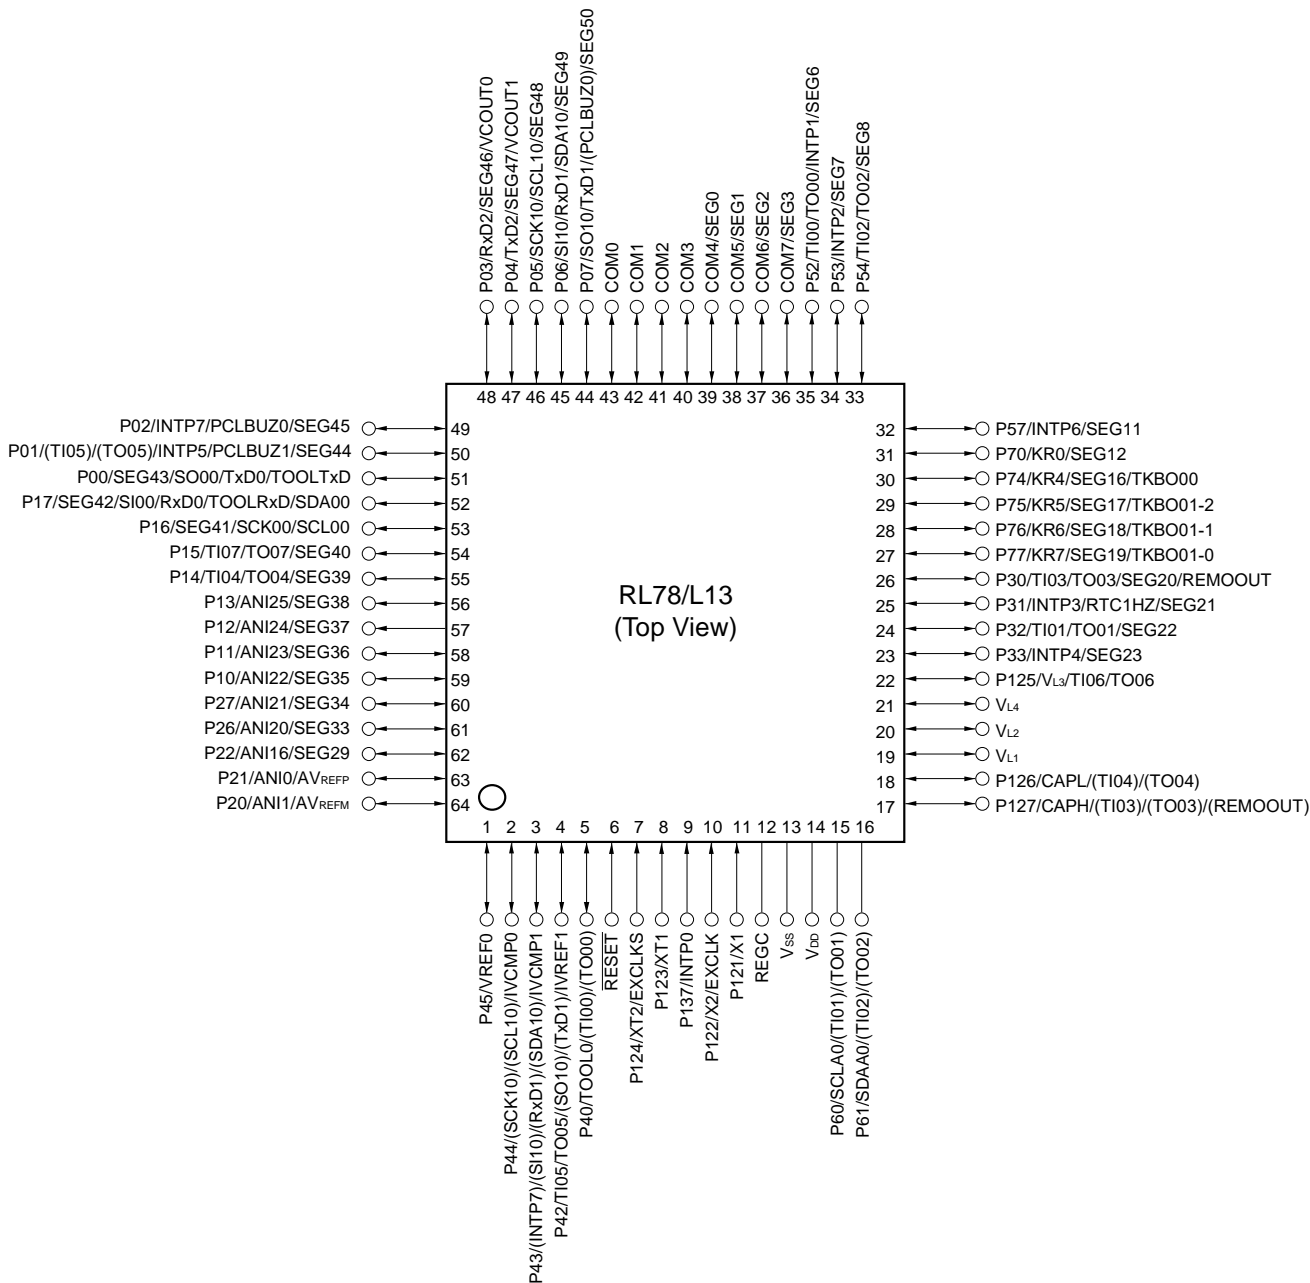 P03/RxD2/SEG46/VCOUT0
P04/TxD2/SEG47/VCOUT1
P05/SCK10/SCL10/SEG48
P06/SI10/RxD1/SDA10/SEG49
P07/SO10/TxD1/(PCLBUZ0)/SEG50
COM0
COM1
COM2
COM3
COM4/SEG0
COM5/SEG1
COM6/SEG2
COM7/SEG3
P52/TI00/TO00/INTP1/SEG6
P53/INTP2/SEG7
P54/TI02/TO02/SEG8
48 47 46 45 44 43 42 41 40 39 38 37 36 35 34 33
P02/INTP7/PCLBUZ0/SEG45 49
P01/(TI05)/(TO05)/INTP5/PCLBUZ1/SEG44 50
P00/SEG43/SO00/TxD0/TOOLTxD 51
P17/SEG42/SI00/RxD0/TOOLRxD/SDA00 52
P16/SEG41/SCK00/SCL00 53
P15/TI07/TO07/SEG40 54
P14/TI04/TO04/SEG39 55
P13/ANI25/SEG38 56
P12/ANI24/SEG37 57
P11/ANI23/SEG36 58
P10/ANI22/SEG35 59
P27/ANI21/SEG34 60
P26/ANI20/SEG33 61
P22/ANI16/SEG29 62
P21/ANI0/AVREFP 63
P20/ANI1/AVREFM 64
RL78/L13
(Top View)
32 P57/INTP6/SEG11
31 P70/KR0/SEG12
30 P74/KR4/SEG16/TKBO00
29 P75/KR5/SEG17/TKBO01-2
28 P76/KR6/SEG18/TKBO01-1
27 P77/KR7/SEG19/TKBO01-0
26 P30/TI03/TO03/SEG20/REMOOUT
25 P31/INTP3/RTC1HZ/SEG21
24 P32/TI01/TO01/SEG22
23 P33/INTP4/SEG23
22 P125/VL3/TI06/TO06
21 VL4
20 VL2
19 VL1
18 P126/CAPL/(TI04)/(TO04)
17 P127/CAPH/(TI03)/(TO03)/(REMOOUT)
1 2 3 4 5 6 7 8 9 10 11 12 13 14 15 16
P45/VREF0
P44/(SCK10)/(SCL10)/IVCMP0
P43/(INTP7)/(SI10)/(RxD1)/(SDA10)/IVCMP1
P42/TI05/TO05/(SO10)/(TxD1)/IVREF1
P40/TOOL0/(TI00)/(TO00)
RESET
P124/XT2/EXCLKS
P123/XT1
P137/INTP0
P122/X2/EXCLK
P121/X1
REGC
VSS
VDD
P60/SCLA0/(TI01)/(TO01)
P61/SDAA0/(TI02)/(TO02)